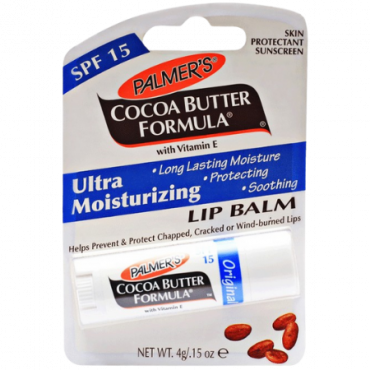 SPF 15
SKIN
PROTECTANT
SUNSCREEN
PALMER'S®
COCOA BUTTER
FORMULA®
with Vitamin E
Ultra
Moisturizing
• Long Lasting Moisture
• Protecting
• Soothing
LIP BALM
Helps Prevent & Protect Chapped, Cracked or Wind-burned Lips
PALMER'S
15
COCOA BUTTER
FORMULA®
with Vitamin E
Original
NET WT. 4g/.15 oz ℮